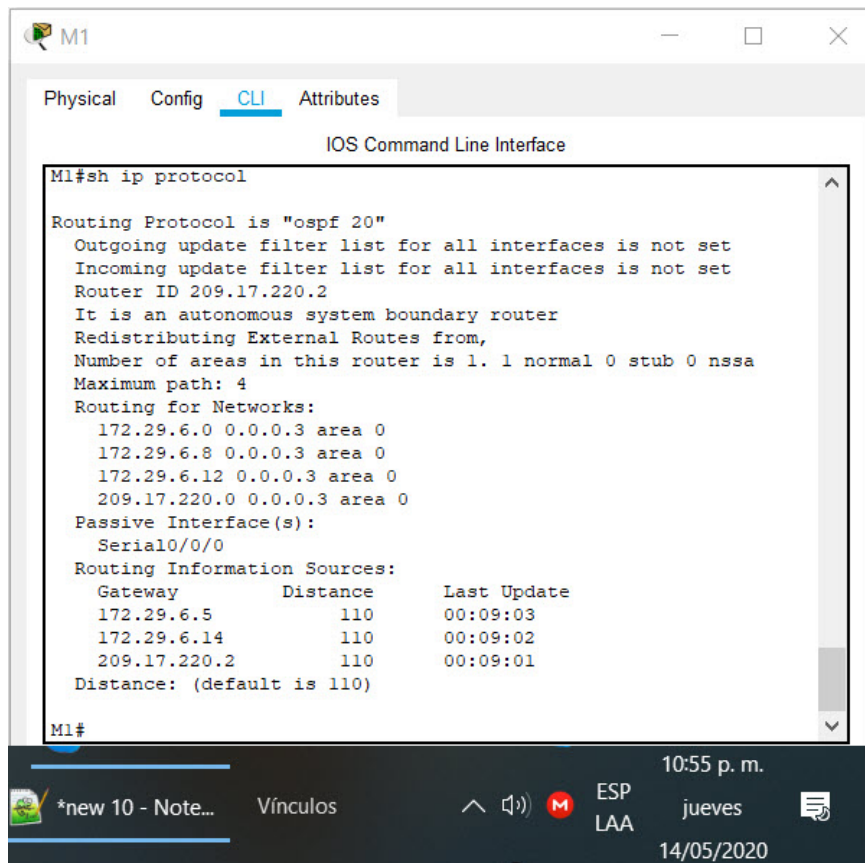 M1
Physical Config CLI Attributes
IOS Command Line Interface
M1#sh ip protocol
Routing Protocol is "ospf 20"
Outgoing update filter list for all interfaces is not set
Incoming update filter list for all interfaces is not set
Router ID 209.17.220.2
It is an autonomous system boundary router
Redistributing External Routes from,
Number of areas in this router is 1. 1 normal 0 stub 0 nssa
Maximum path: 4
Routing for Networks:
172.29.6.0 0.0.0.3 area 0
172.29.6.8 0.0.0.3 area 0
172.29.6.12 0.0.0.3 area 0
209.17.220.0 0.0.0.3 area 0
Passive Interface(s):
Serial0/0/0
Routing Information Sources:
Gateway Distance Last Update
172.29.6.5 110 00:09:03
172.29.6.14 110 00:09:02
209.17.220.2 110 00:09:01
Distance: (default is 110)
M1#
*new 10 - Note...
Vínculos
M
ESP
LAA
10:55 p. m.
jueves
14/05/2020